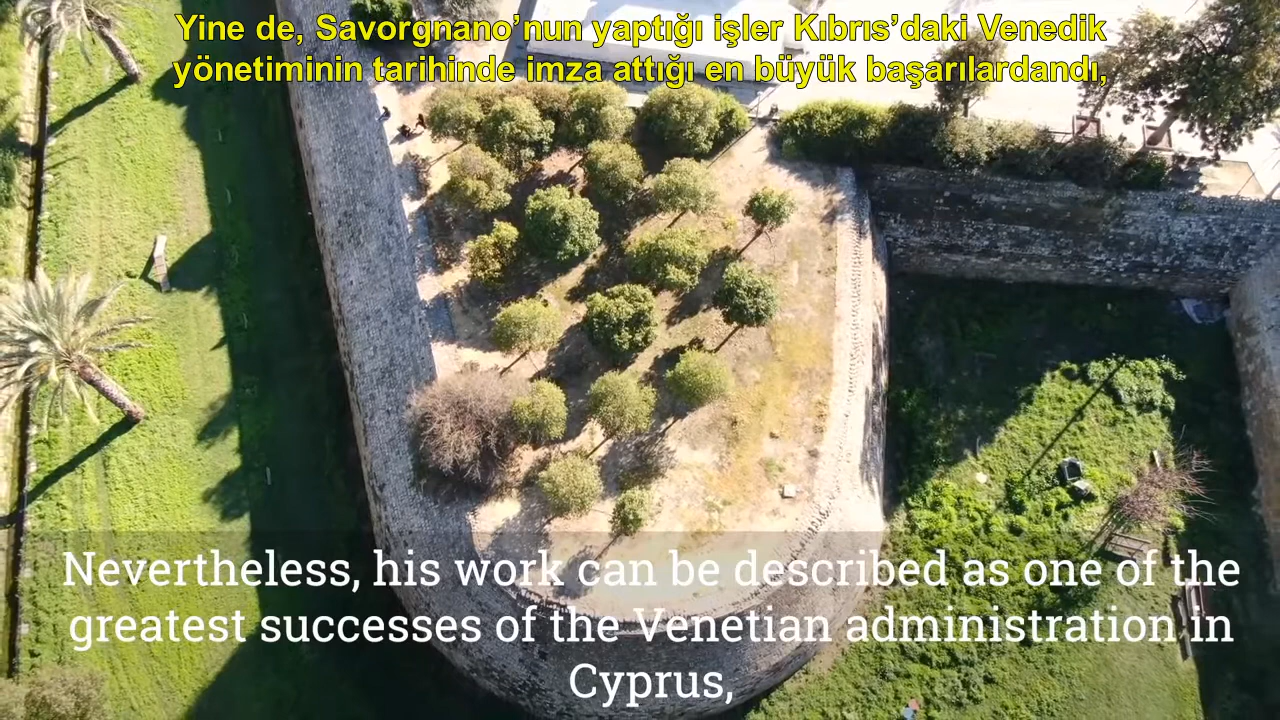 Yine de, Savorgnano’nun yaptığı işler Kıbrıs’daki Venedik
yönetiminin tarihinde imza attığı en büyük başarılardandı,
Nevertheless, his work can be described as one of the
greatest successes of the Venetian administration in
Cyprus,